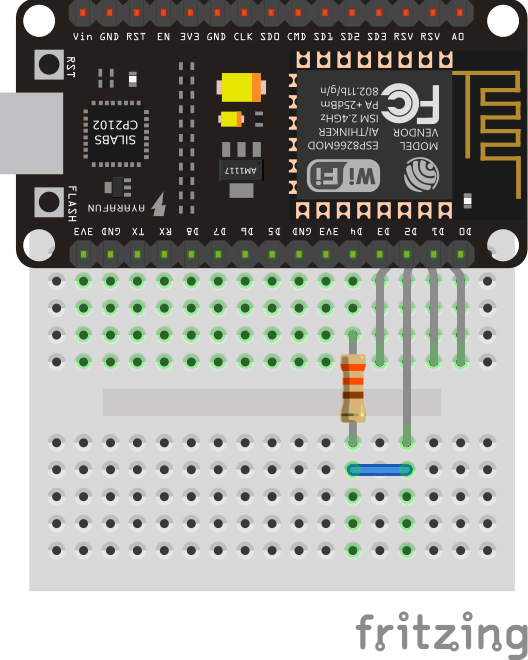 Vin GND RST EN 3V3 GND CLK SD0 CMD SD1 SD2 SD3 RSV RSV A0
RST
SILABS
CP2102
AM1117
FLASH
AYARAFUN
MODEL
VENDOR
ESP8266MOD
AI/THINKER
ISM 2.4GHz
PA +25dBm
802.11b/g/n
FC
Wi Fi
3V3 GND TX RX D8 D7 D6 D5 GND 3V3 D4 D3 D2 D1 D0
fritzing